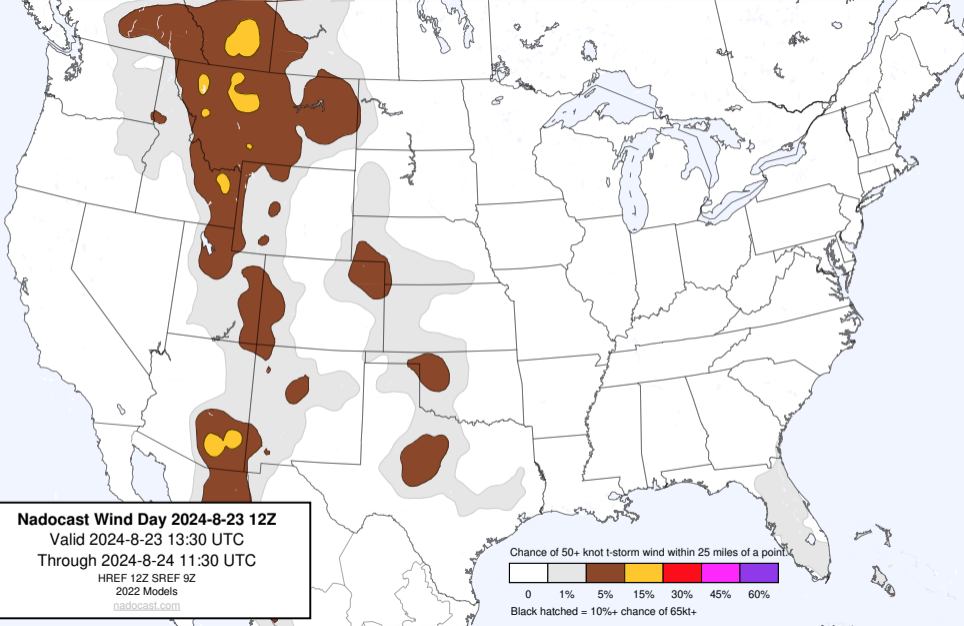 Nadocast Wind Day 2024-8-23 12Z
Valid 2024-8-23 13:30 UTC
Through 2024-8-24 11:30 UTC
HREF 12Z SREF 9Z
2022 Models
nadocast.com
Chance of 50+ knot t-storm wind within 25 miles of a point.
0 1% 5% 15% 30% 45% 60%
Black hatched = 10%+ chance of 65kt+